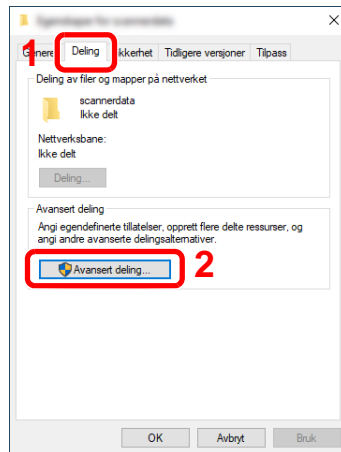 1
Genere Deling ikkerhet Tidligere versjoner Tilpass
Deling av filer og mapper på nettverket
scannerdata
Ikke delt
Nettverksbane:
Ikke delt
Deling...
Avansert deling
Angi egendefinerte tillatelser, opprett flere delte ressurser, og
angi andre avanserte delingsalternativer.
Avansert deling...
2
OK Avbryt Bruk